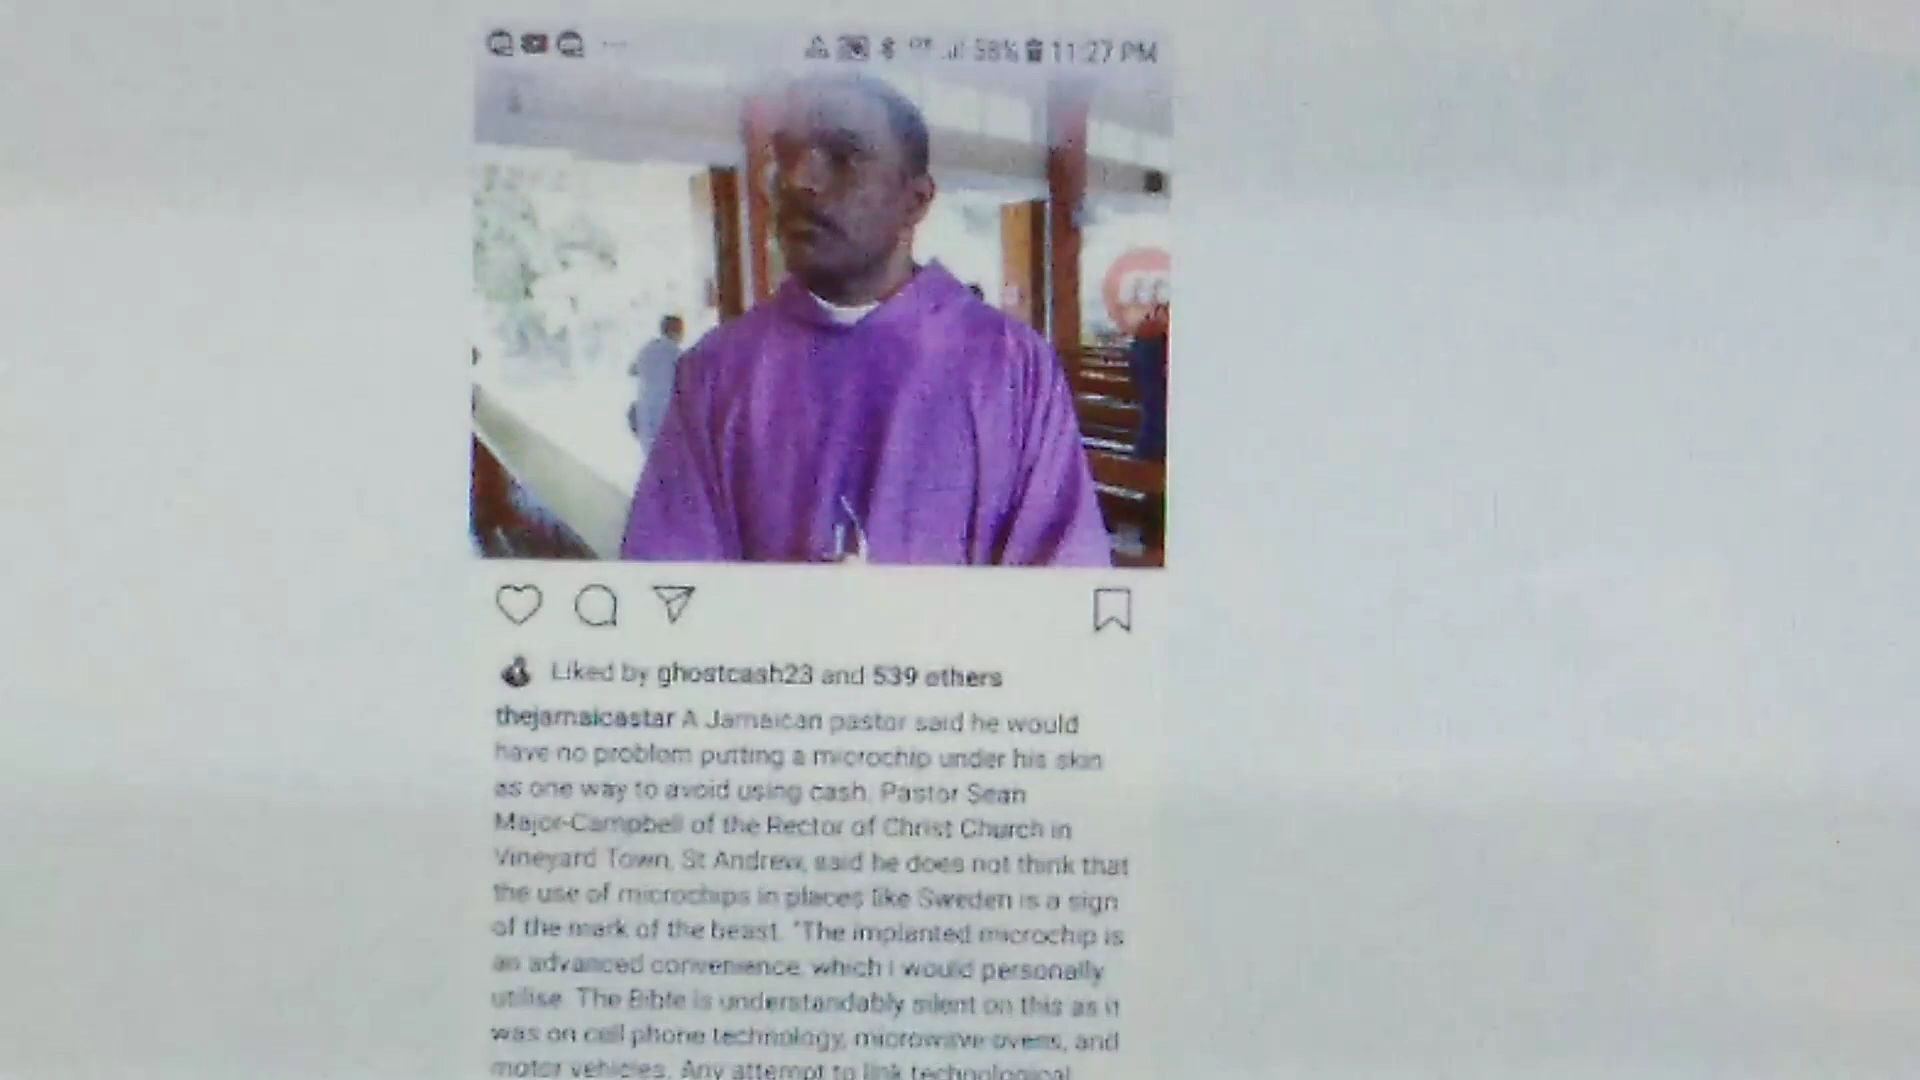 58% 11:27 PM
Liked by ghostcash23 and 539 others
thejamaicastar A Jamaican pastor said he would
have no problem putting a microchip under his skin
as one way to avoid using cash. Pastor Sean
Major-Campbell of the Rector of Christ Church in
Vineyard Town, St Andrew, said he does not think that
the use of microchips in places like Sweden is a sign
of the mark of the beast. "The implanted microchip is
an advanced convenience which I would personally
utilise. The Bible is understandably silent on this as it
was on cell phone technology, microwave ovens, and
motor vehicles. Any attempt to link technological